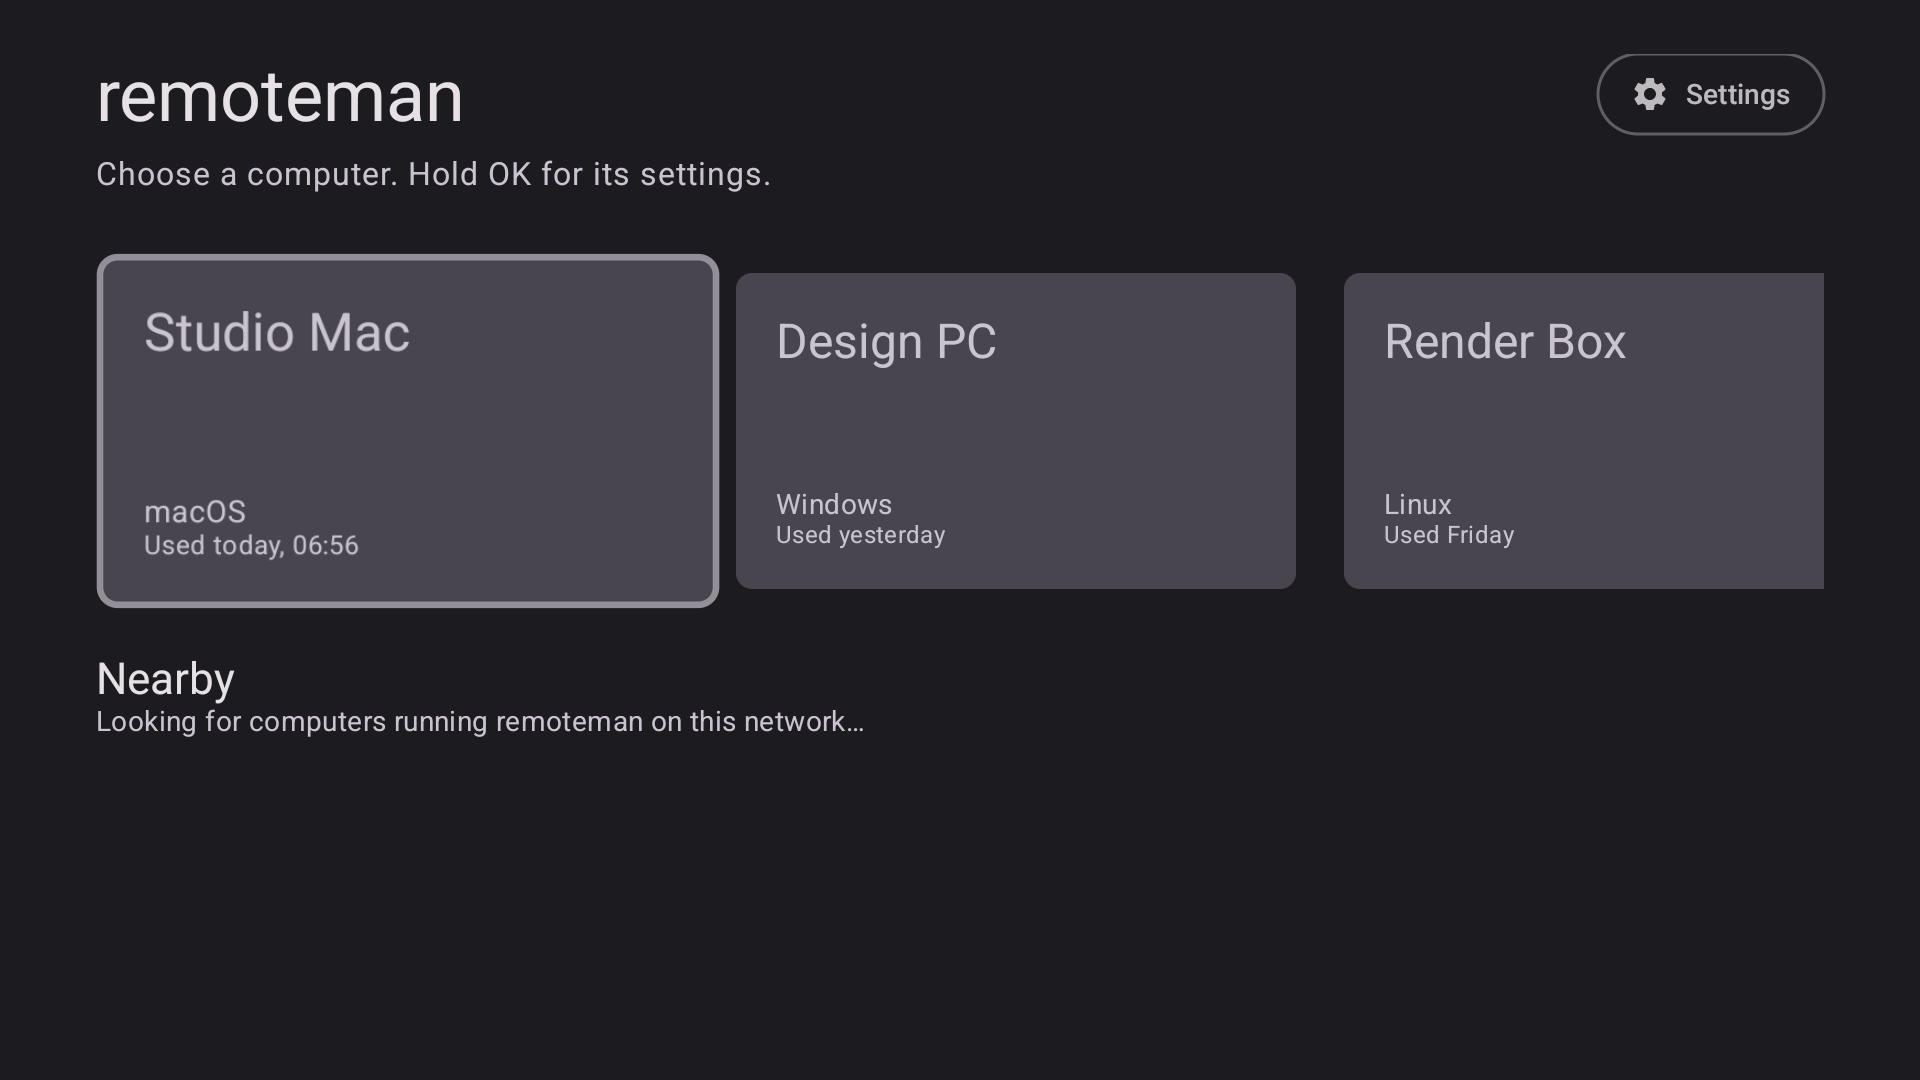 remoteman
Settings
Choose a computer. Hold OK for its settings.
Studio Mac
macOS
Used today, 06:56
Design PC
Windows
Used yesterday
Render Box
Linux
Used Friday
Nearby
Looking for computers running remoteman on this network…